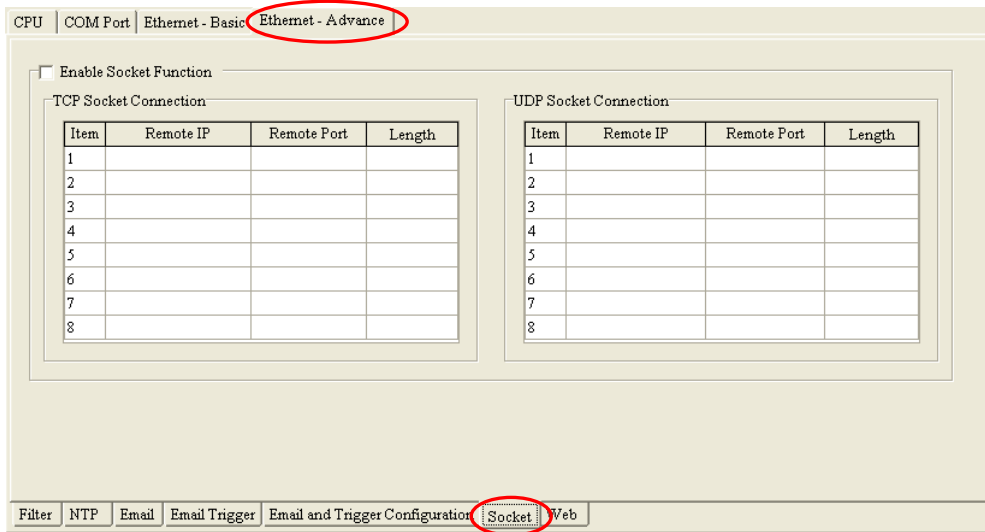 CPU COM Port Ethernet - Basic Ethernet - Advance
Enable Socket Function
TCP Socket Connection
Item Remote IP Remote Port Length
1
2
3
4
5
6
7
8
UDP Socket Connection
Item Remote IP Remote Port Length
1
2
3
4
5
6
7
8
Filter NTP Email Email Trigger Email and Trigger Configuration Socket Web